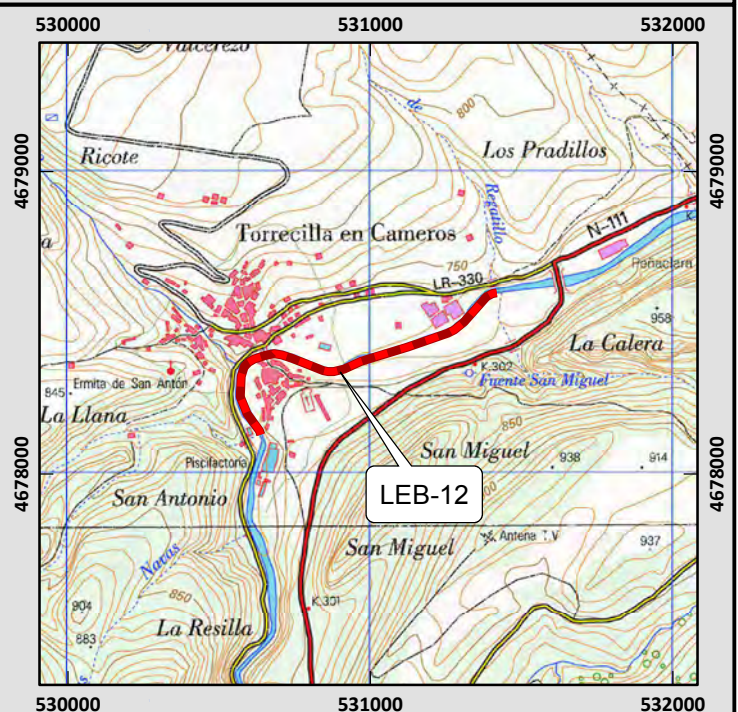 530000 531000 532000
Valcerezo
800
de
Ricote
Los Pradillos
4679000 4679000
Regatillo
a
Torrecilla en Cameros
N-111
750
LR-330
Peñaclara
958
La Calera
K.302
Ermita de San Antón
Fuente San Miguel
845
La Llana
850
San Miguel
Piscifactoría
938 914
4678000 4678000
LEB-12
San Antonio
Antena T.V
San Miguel
937
Navas
850
K.301
904
La Resilla
883
530000 531000 532000